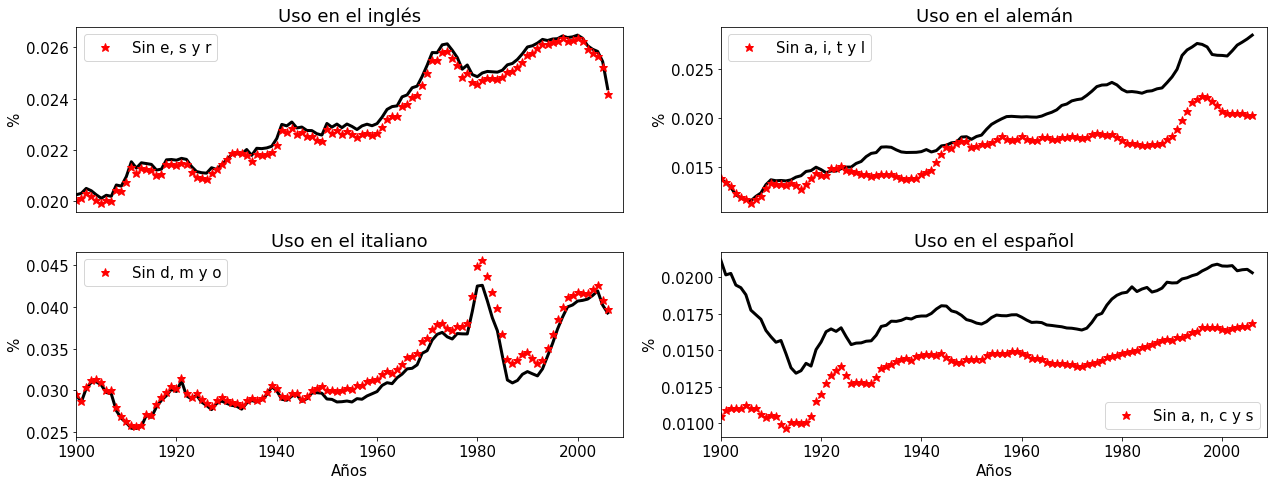 Uso en el inglés
%
0.026
0.024
0.022
0.020
Sin e, s y r
Uso en el alemán
%
0.025
0.020
0.015
Sin a, i, t y l
Uso en el italiano
%
0.045
0.040
0.035
0.030
0.025
Sin d, m y o
1900 1920 1940 1960 1980 2000
Años
Uso en el español
%
0.0200
0.0175
0.0150
0.0125
0.0100
Sin a, n, c y s
1900 1920 1940 1960 1980 2000
Años